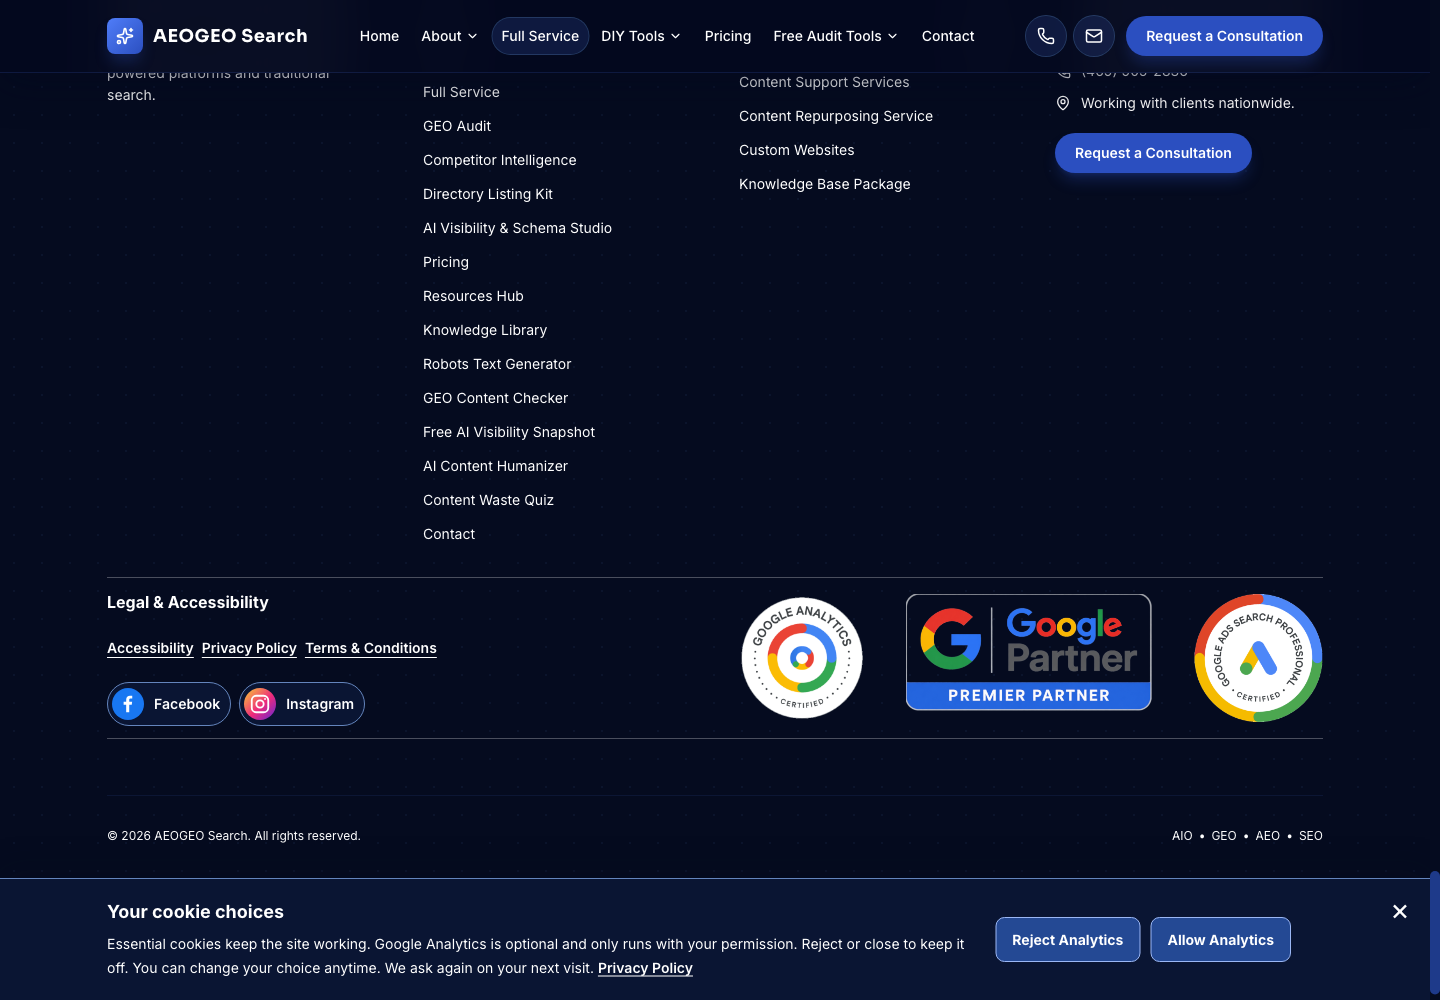 AEOGEO Search
Home
About
Full Service
DIY Tools
Pricing
Free Audit Tools
Contact
Request a Consultation
powered platforms and traditional
search.
Full Service
GEO Audit
Competitor Intelligence
Directory Listing Kit
AI Visibility & Schema Studio
Pricing
Resources Hub
Knowledge Library
Robots Text Generator
GEO Content Checker
Free AI Visibility Snapshot
AI Content Humanizer
Content Waste Quiz
Contact
Content Support Services
Content Repurposing Service
Custom Websites
Knowledge Base Package
Working with clients nationwide.
Request a Consultation
Legal & Accessibility
Accessibility Privacy Policy Terms & Conditions
Facebook
Instagram
GOOGLE ANALYTICS
CERTIFIED
Google
Partner
PREMIER PARTNER
GOOGLE ADS SEARCH PROFESSIONAL
CERTIFIED
© 2026 AEOGEO Search. All rights reserved.
AIO • GEO • AEO • SEO
Your cookie choices
Essential cookies keep the site working. Google Analytics is optional and only runs with your permission. Reject or close to keep it
off. You can change your choice anytime. We ask again on your next visit. Privacy Policy
Reject Analytics
Allow Analytics